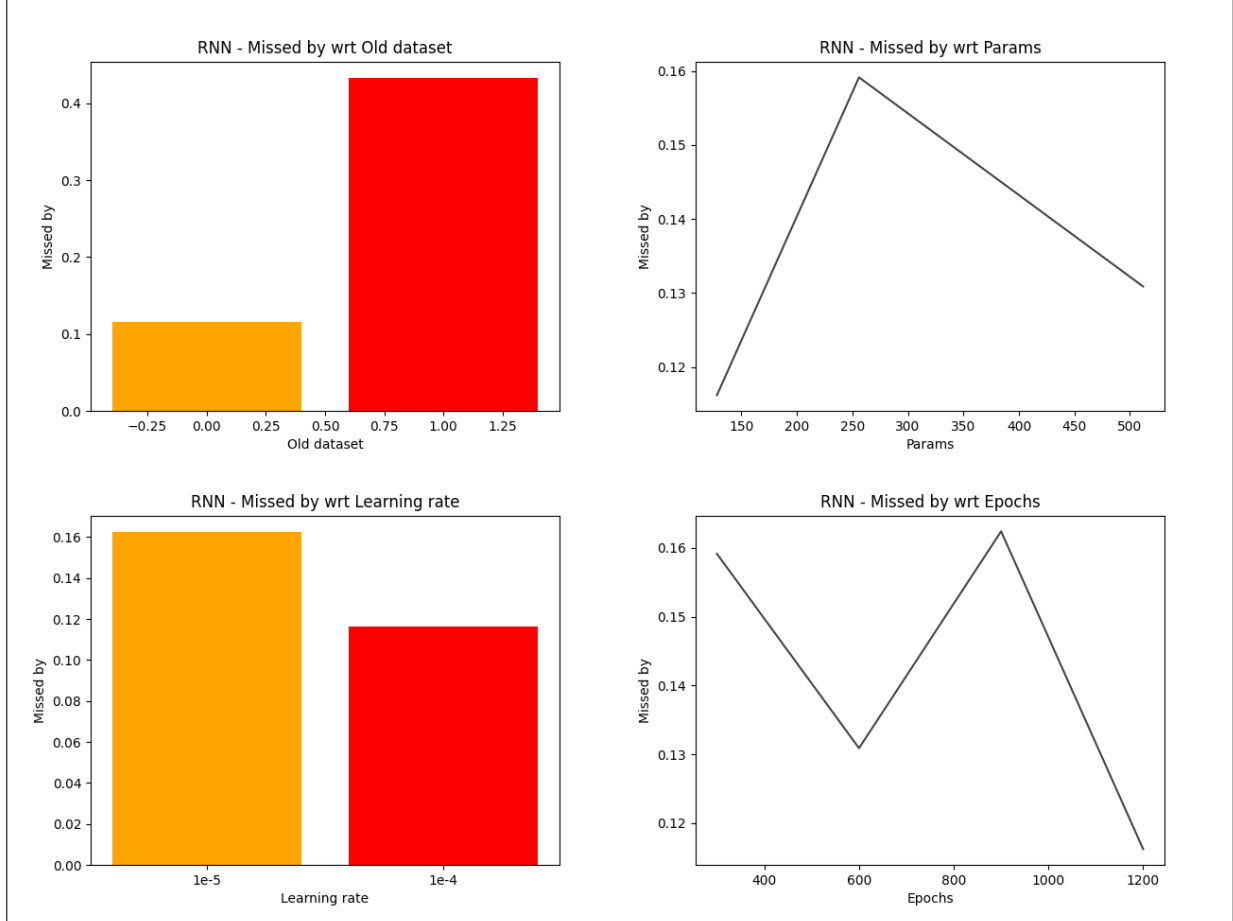 RNN - Missed by wrt Old dataset
Missed by
0.4
0.3
0.2
0.1
0.0
−0.25 0.00 0.25 0.50 0.75 1.00 1.25
Old dataset
RNN - Missed by wrt Params
Missed by
0.16
0.15
0.14
0.13
0.12
150 200 250 300 350 400 450 500
Params
RNN - Missed by wrt Learning rate
Missed by
0.16
0.14
0.12
0.10
0.08
0.06
0.04
0.02
0.00
1e-5 1e-4
Learning rate
RNN - Missed by wrt Epochs
Missed by
0.16
0.15
0.14
0.13
0.12
400 600 800 1000 1200
Epochs